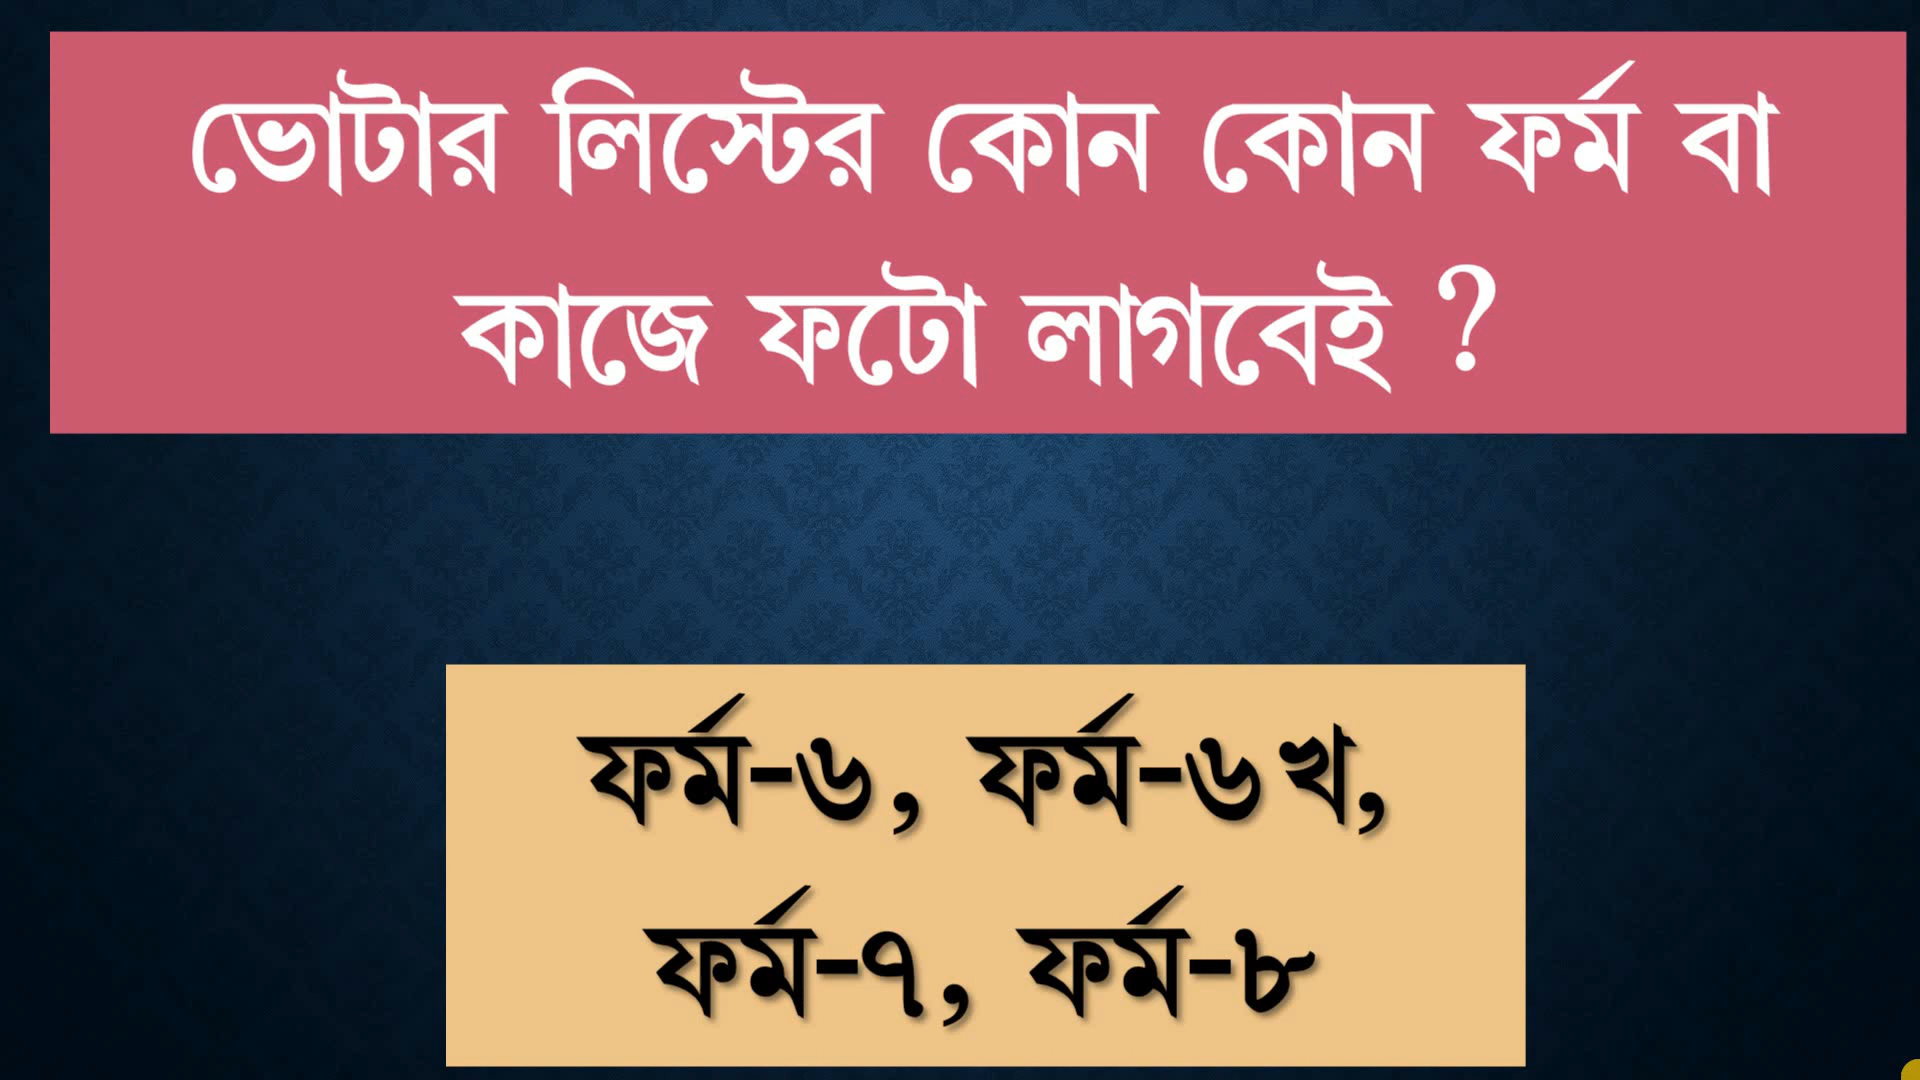 ভোটার লিস্টের কোন কোন ফর্ম বা
কাজে ফটো লাগবেই ?
ফর্ম-৬, ফর্ম-৬খ,
ফর্ম-৭, ফর্ম-৮